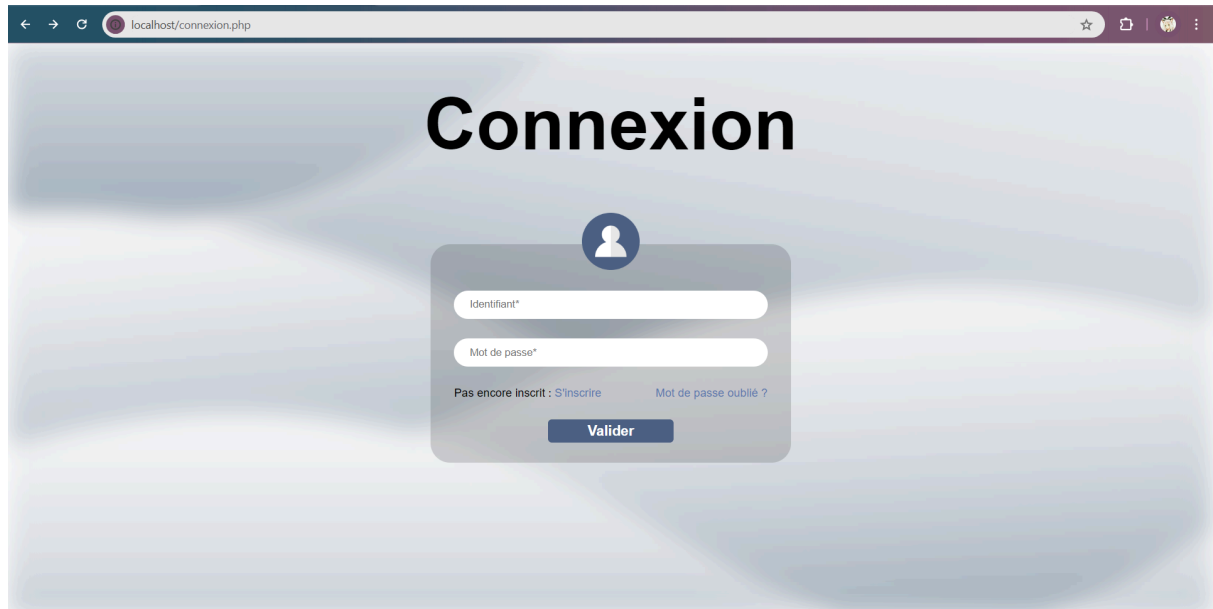 localhost/connexion.php
Connexion
Identifiant*
Mot de passe*
Pas encore inscrit : S'inscrire Mot de passe oublié ?
Valider